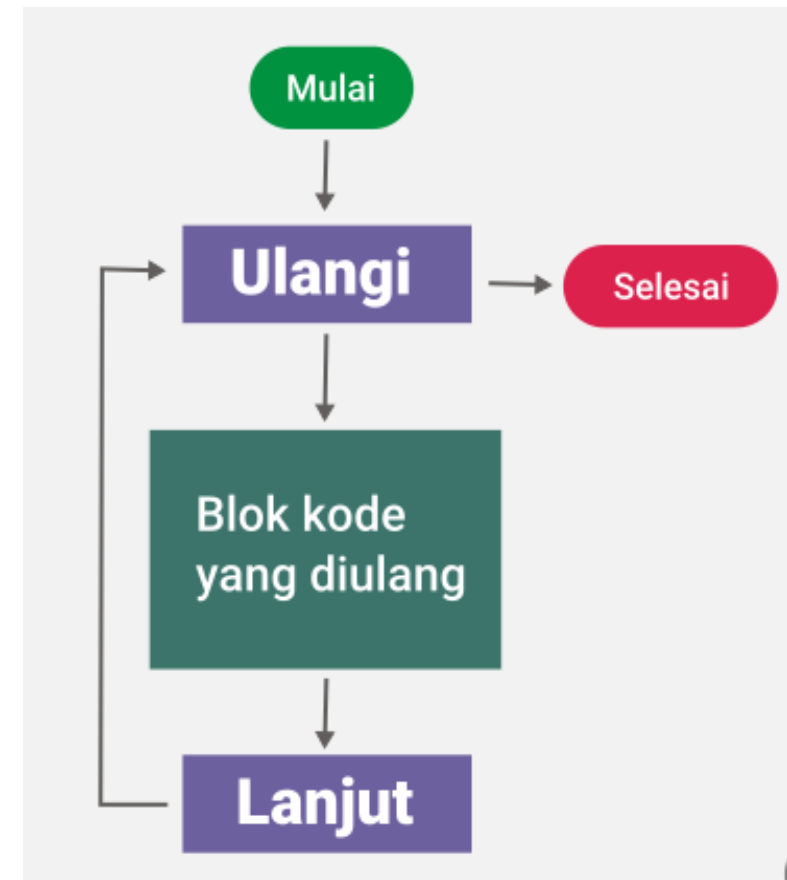 Mulai
Ulangi
Selesai
Blok kode
yang diulang
Lanjut